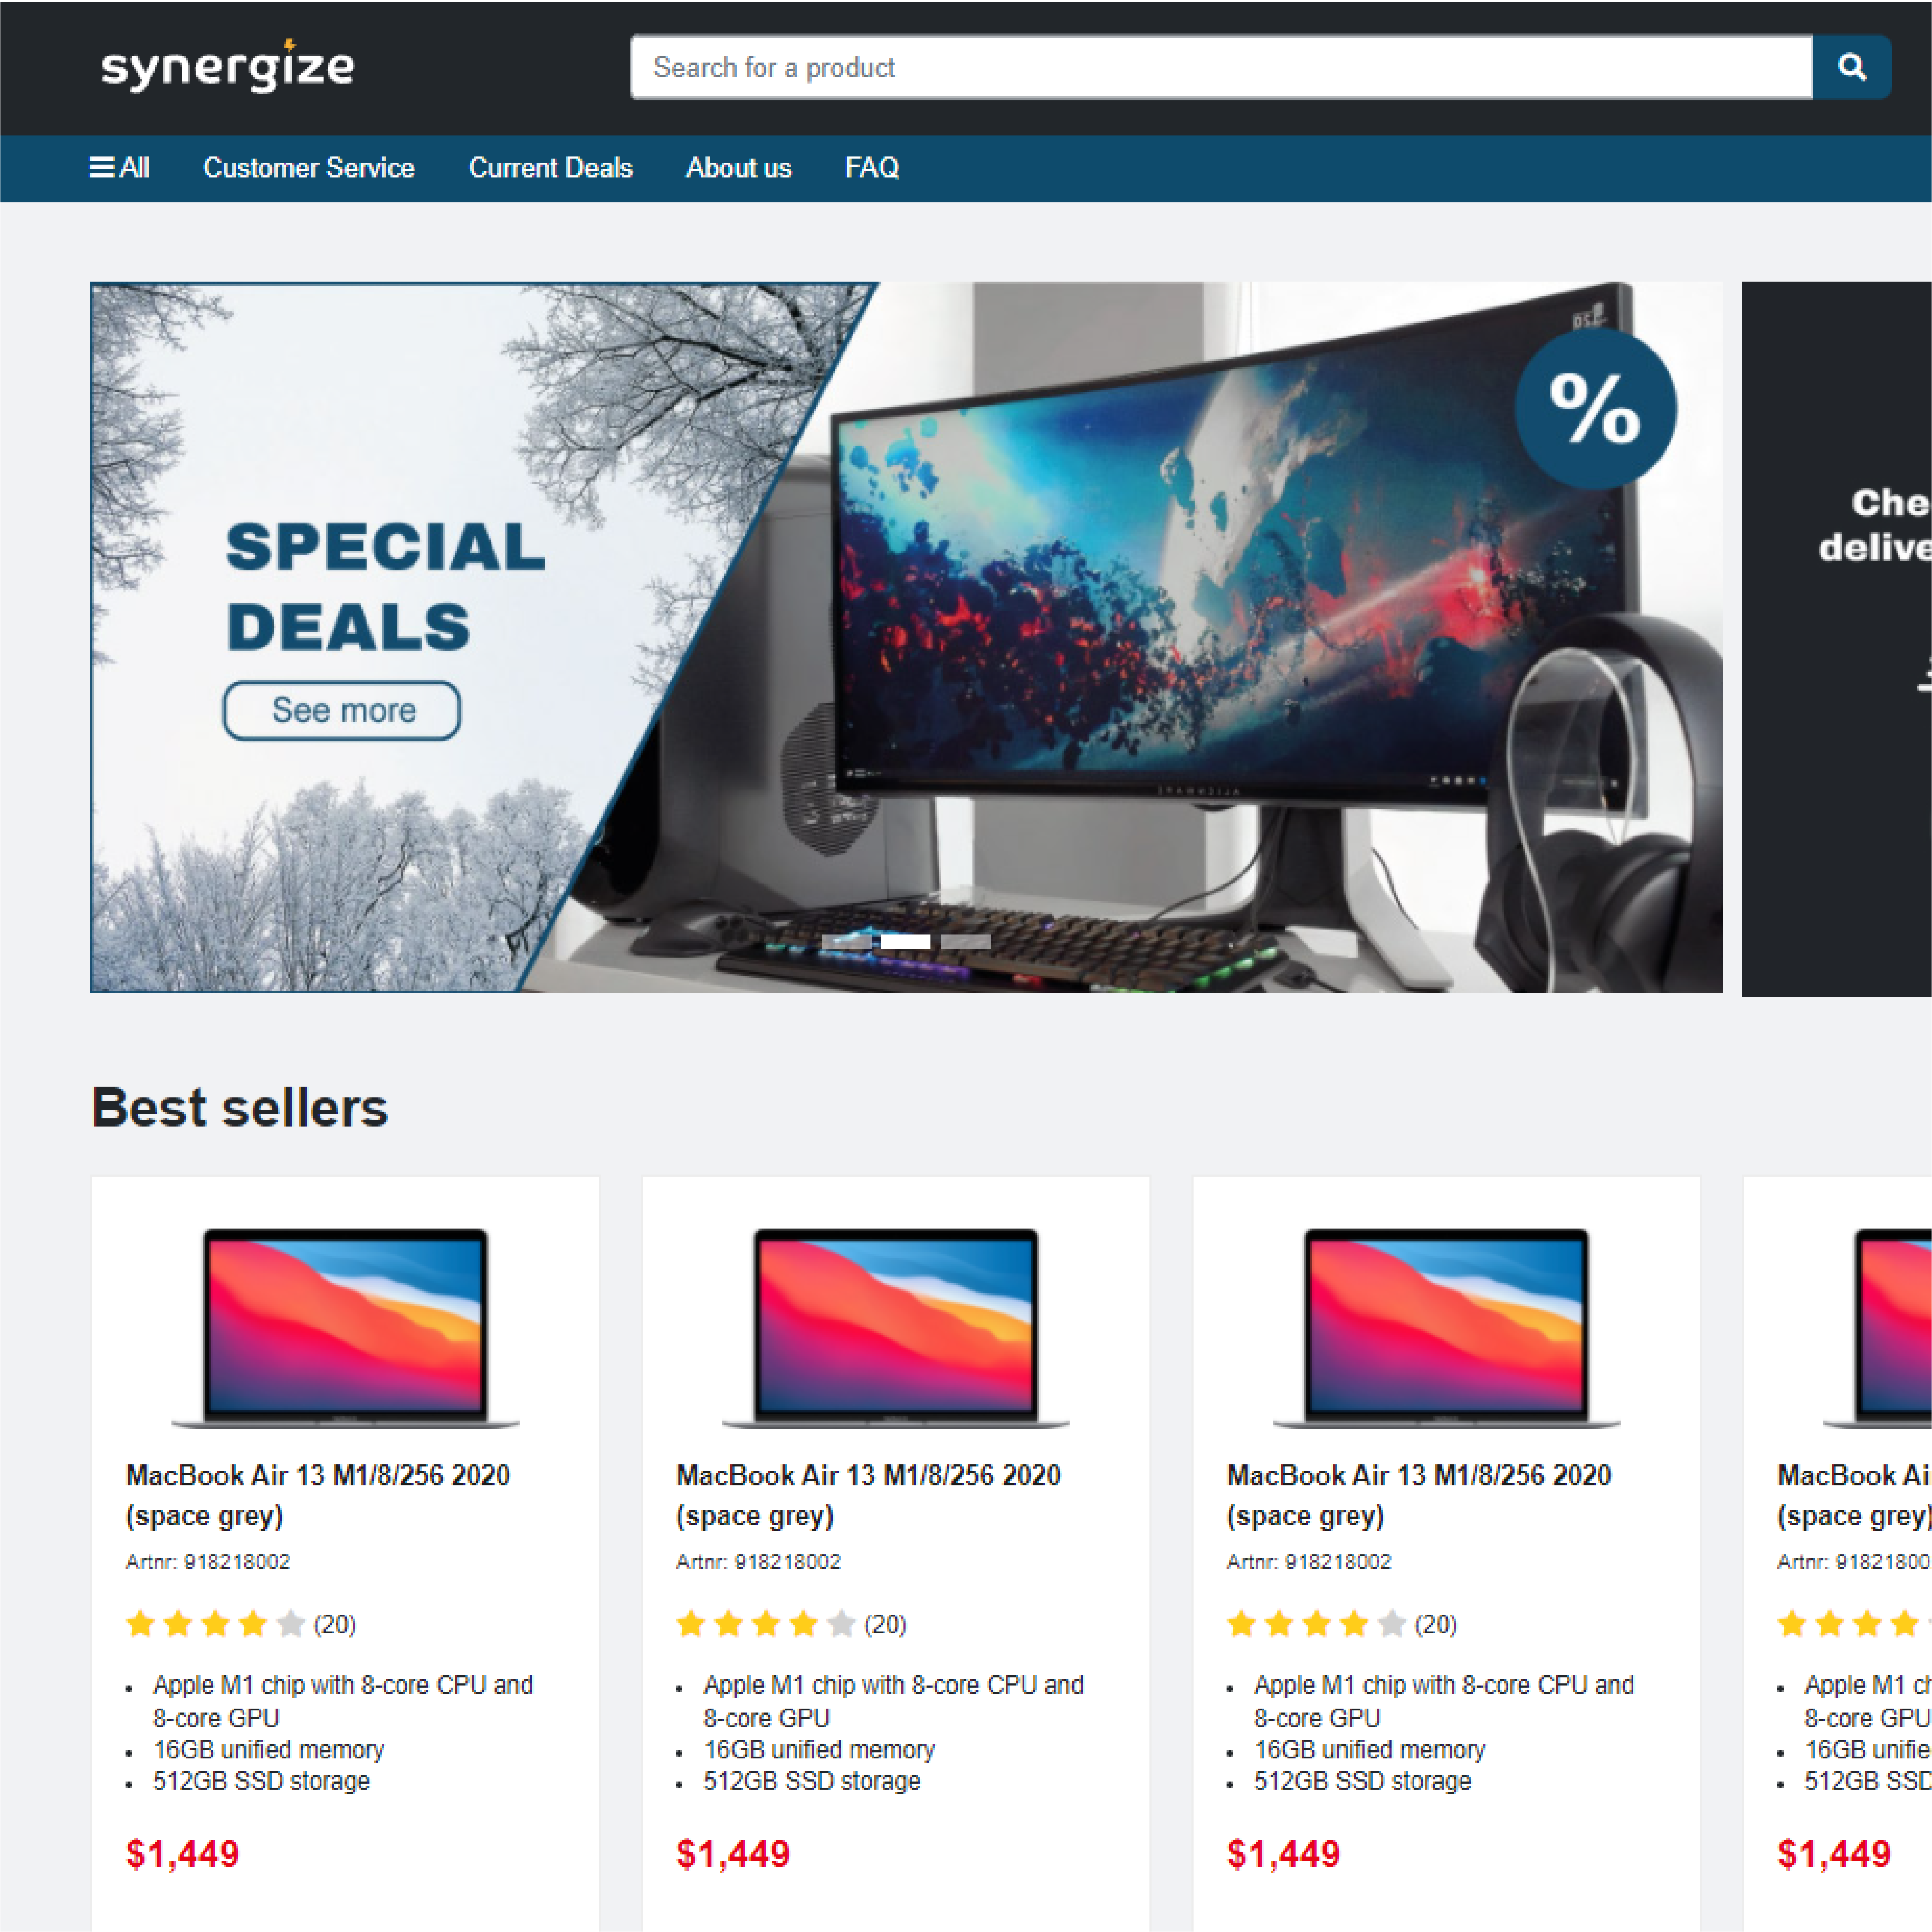 synergize
Search for a product
All Customer Service Current Deals About us FAQ
SPECIAL
DEALS
See more
%
Che
delive
Best sellers
MacBook Air 13 M1/8/256 2020
(space grey)
Artnr: 918218002
(20)
Apple M1 chip with 8-core CPU and
8-core GPU
16GB unified memory
512GB SSD storage
$1,449
MacBook Air 13 M1/8/256 2020
(space grey)
Artnr: 918218002
(20)
Apple M1 chip with 8-core CPU and
8-core GPU
16GB unified memory
512GB SSD storage
$1,449
MacBook Air 13 M1/8/256 2020
(space grey)
Artnr: 918218002
(20)
Apple M1 chip with 8-core CPU and
8-core GPU
16GB unified memory
512GB SSD storage
$1,449
MacBook Ai
(space grey)
Artnr: 91821800
Apple M1 ch
8-core GPU
16GB unifie
512GB SSD
$1,449